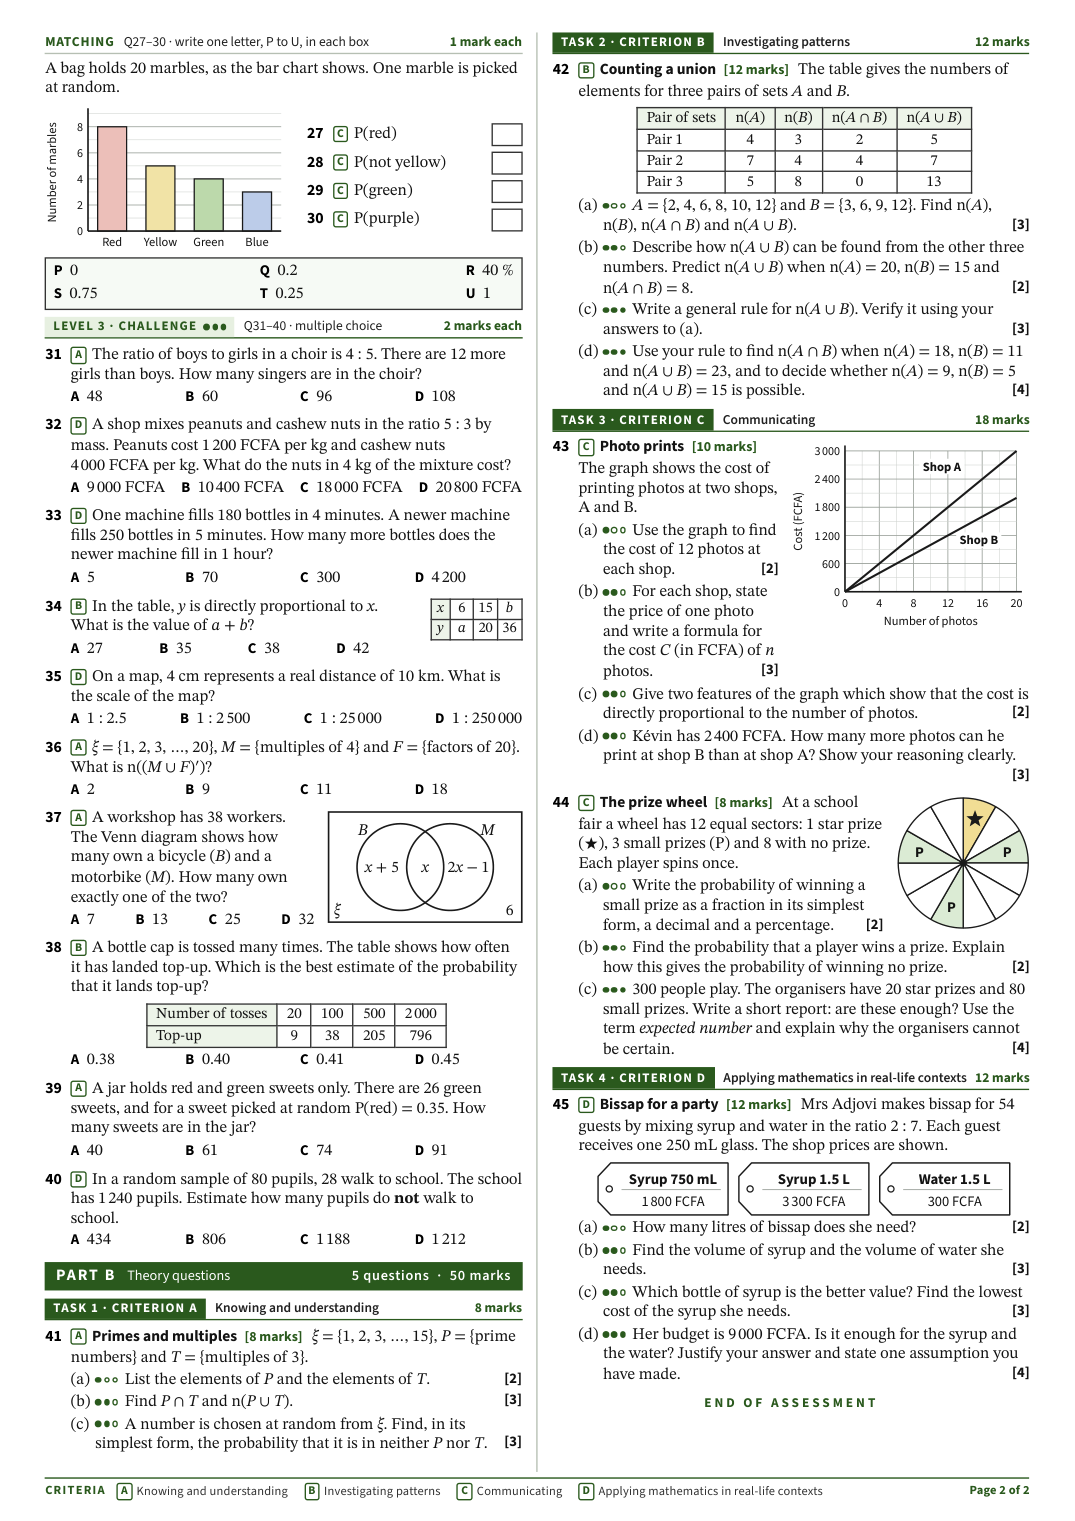 MATCHING Q27–30 · write one letter, P to U, in each box 1 mark each
A bag holds 20 marbles, as the bar chart shows. One marble is picked
at random.
Number of marbles
8
6
4
2
0
Red Yellow Green Blue
27 C P(red)
28 C P(not yellow)
29 C P(green)
30 C P(purple)
P 0 Q 0.2 R 40 %
S 0.75 T 0.25 U 1
LEVEL 3 · CHALLENGE ●●● Q31–40 · multiple choice 2 marks each
31 A The ratio of boys to girls in a choir is 4 : 5. There are 12 more
girls than boys. How many singers are in the choir?
A 48 B 60 C 96 D 108
32 D A shop mixes peanuts and cashew nuts in the ratio 5 : 3 by
mass. Peanuts cost 1 200 FCFA per kg and cashew nuts
4 000 FCFA per kg. What do the nuts in 4 kg of the mixture cost?
A 9 000 FCFA B 10 400 FCFA C 18 000 FCFA D 20 800 FCFA
33 D One machine fills 180 bottles in 4 minutes. A newer machine
fills 250 bottles in 5 minutes. How many more bottles does the
newer machine fill in 1 hour?
A 5 B 70 C 300 D 4 200
34 B In the table, y is directly proportional to x.
What is the value of a + b?
x 6 15 b
y a 20 36
A 27 B 35 C 38 D 42
35 D On a map, 4 cm represents a real distance of 10 km. What is
the scale of the map?
A 1 : 2.5 B 1 : 2 500 C 1 : 25 000 D 1 : 250 000
36 A ξ = {1, 2, 3, …, 20}, M = {multiples of 4} and F = {factors of 20}.
What is n((M ∪ F)′)?
A 2 B 9 C 11 D 18
37 A A workshop has 38 workers.
The Venn diagram shows how
many own a bicycle (B) and a
motorbike (M). How many own
exactly one of the two?
A 7 B 13 C 25 D 32
B M
x + 5 x 2x − 1
ξ 6
38 B A bottle cap is tossed many times. The table shows how often
it has landed top-up. Which is the best estimate of the probability
that it lands top-up?
Number of tosses 20 100 500 2 000
Top-up 9 38 205 796
A 0.38 B 0.40 C 0.41 D 0.45
39 A A jar holds red and green sweets only. There are 26 green
sweets, and for a sweet picked at random P(red) = 0.35. How
many sweets are in the jar?
A 40 B 61 C 74 D 91
40 D In a random sample of 80 pupils, 28 walk to school. The school
has 1 240 pupils. Estimate how many pupils do not walk to
school.
A 434 B 806 C 1 188 D 1 212
PART B Theory questions 5 questions · 50 marks
TASK 1 · CRITERION A Knowing and understanding 8 marks
41 A Primes and multiples [8 marks] ξ = {1, 2, 3, …, 15}, P = {prime
numbers} and T = {multiples of 3}.
(a) ●○○ List the elements of P and the elements of T. [2]
(b) ●●○ Find P ∩ T and n(P ∪ T). [3]
(c) ●●○ A number is chosen at random from ξ. Find, in its
simplest form, the probability that it is in neither P nor T. [3]
TASK 2 · CRITERION B Investigating patterns 12 marks
42 B Counting a union [12 marks] The table gives the numbers of
elements for three pairs of sets A and B.
Pair of sets n(A) n(B) n(A ∩ B) n(A ∪ B)
Pair 1 4 3 2 5
Pair 2 7 4 4 7
Pair 3 5 8 0 13
(a) ●○○ A = {2, 4, 6, 8, 10, 12} and B = {3, 6, 9, 12}. Find n(A),
n(B), n(A ∩ B) and n(A ∪ B). [3]
(b) ●●○ Describe how n(A ∪ B) can be found from the other three
numbers. Predict n(A ∪ B) when n(A) = 20, n(B) = 15 and
n(A ∩ B) = 8. [2]
(c) ●●● Write a general rule for n(A ∪ B). Verify it using your
answers to (a). [3]
(d) ●●● Use your rule to find n(A ∩ B) when n(A) = 18, n(B) = 11
and n(A ∪ B) = 23, and to decide whether n(A) = 9, n(B) = 5
and n(A ∪ B) = 15 is possible. [4]
TASK 3 · CRITERION C Communicating 18 marks
43 C Photo prints [10 marks]
The graph shows the cost of
printing photos at two shops,
A and B.
(a) ●○○ Use the graph to find
the cost of 12 photos at
each shop. [2]
(b) ●●○ For each shop, state
the price of one photo
and write a formula for
the cost C (in FCFA) of n
photos. [3]
Cost (FCFA)
3 000
2 400
1 800
1 200
600
0
Shop A
Shop B
0 4 8 12 16 20
Number of photos
(c) ●●○ Give two features of the graph which show that the cost is
directly proportional to the number of photos. [2]
(d) ●●○ Kévin has 2 400 FCFA. How many more photos can he
print at shop B than at shop A? Show your reasoning clearly.
[3]
44 C The prize wheel [8 marks] At a school
fair a wheel has 12 equal sectors: 1 star prize
(★), 3 small prizes (P) and 8 with no prize.
Each player spins once.
★
P P
P
(a) ●○○ Write the probability of winning a
small prize as a fraction in its simplest
form, a decimal and a percentage. [2]
(b) ●●○ Find the probability that a player wins a prize. Explain
how this gives the probability of winning no prize. [2]
(c) ●●● 300 people play. The organisers have 20 star prizes and 80
small prizes. Write a short report: are these enough? Use the
term expected number and explain why the organisers cannot
be certain. [4]
TASK 4 · CRITERION D Applying mathematics in real-life contexts 12 marks
45 D Bissap for a party [12 marks] Mrs Adjovi makes bissap for 54
guests by mixing syrup and water in the ratio 2 : 7. Each guest
receives one 250 mL glass. The shop prices are shown.
Syrup 750 mL Syrup 1.5 L Water 1.5 L
1 800 FCFA 3 300 FCFA 300 FCFA
(a) ●○○ How many litres of bissap does she need? [2]
(b) ●●○ Find the volume of syrup and the volume of water she
needs. [3]
(c) ●●○ Which bottle of syrup is the better value? Find the lowest
cost of the syrup she needs. [3]
(d) ●●● Her budget is 9 000 FCFA. Is it enough for the syrup and
the water? Justify your answer and state one assumption you
have made. [4]
END OF ASSESSMENT
CRITERIA A Knowing and understanding B Investigating patterns C Communicating D Applying mathematics in real-life contexts Page 2 of 2